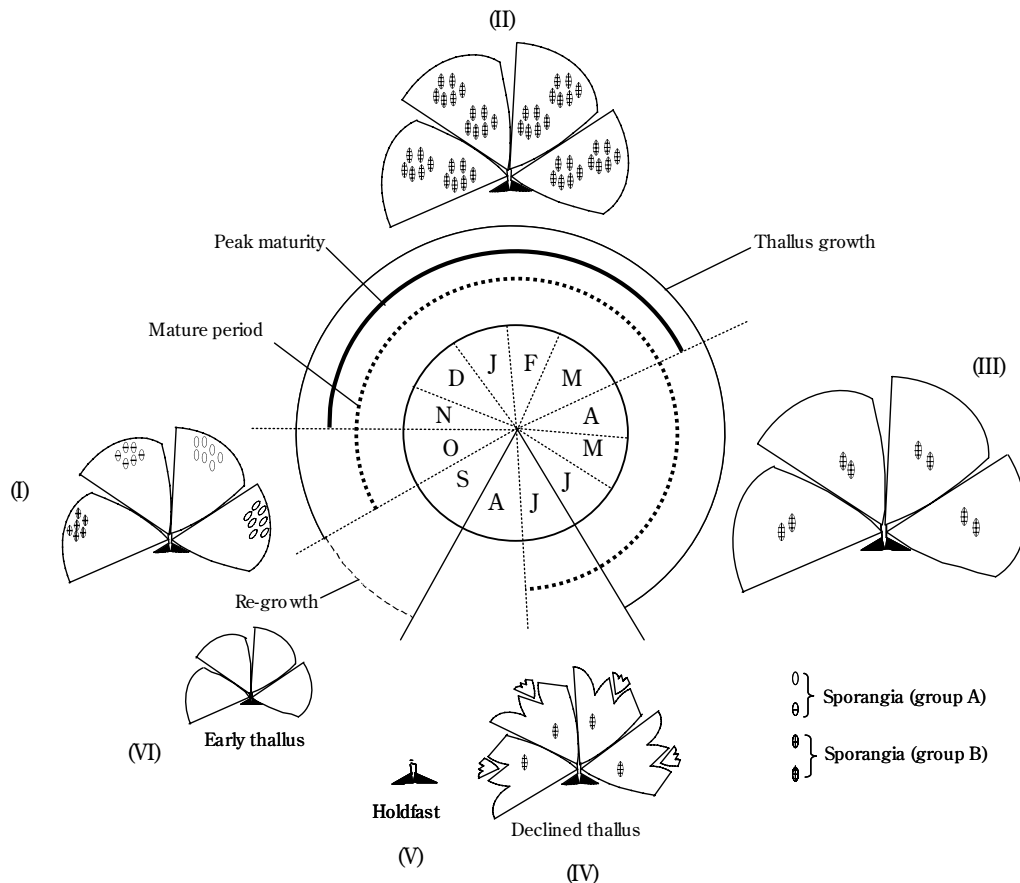 (II)
Peak maturity
Thallus growth
Mature period
J
F
D
M
(III)
N
A
O
M
(I)
S
J
A
J
Re-growth
Early thallus
(VI)
Sporangia (group A)
Sporangia (group B)
Holdfast
Declined thallus
(V)
(IV)